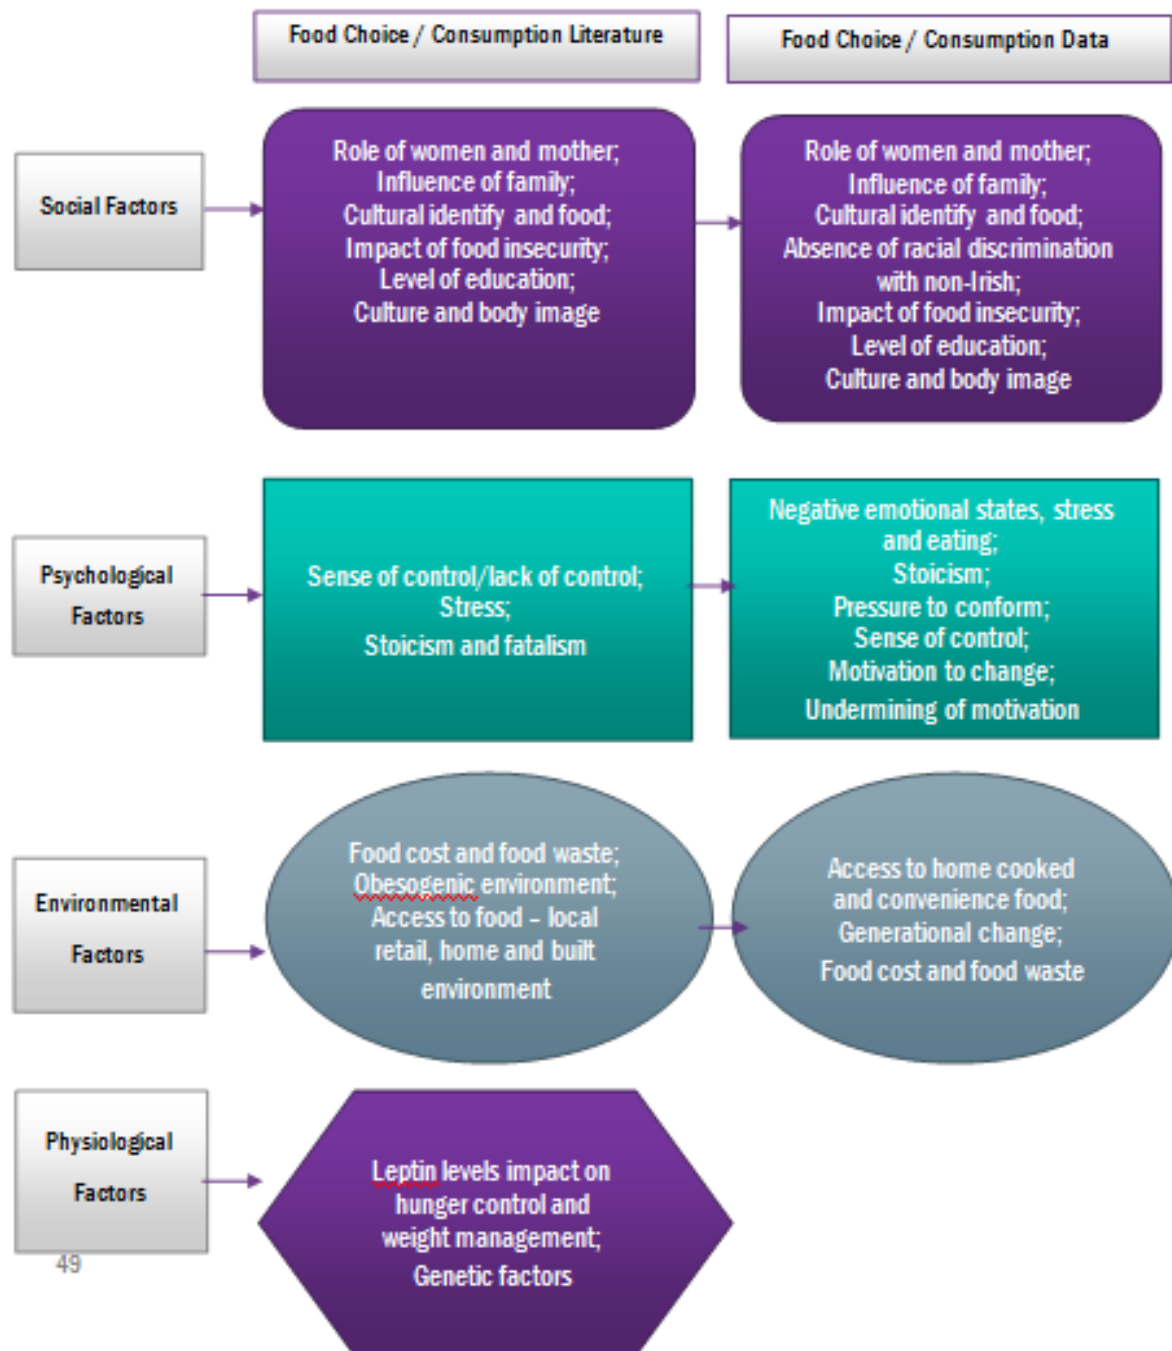 Food Choice / Consumption Literature
Food Choice / Consumption Data
Social Factors
Role of women and mother;
Influence of family;
Cultural identify and food;
Impact of food insecurity;
Level of education;
Culture and body image
Role of women and mother;
Influence of family;
Cultural identify and food;
Absence of racial discrimination
with non-Irish;
Impact of food insecurity;
Level of education;
Culture and body image
Psychological
Factors
Sense of control/lack of control;
Stress;
Stoicism and fatalism
Negative emotional states, stress
and eating;
Stoicism;
Pressure to conform;
Sense of control;
Motivation to change;
Undermining of motivation
Environmental
Factors
Food cost and food waste;
Obesogenic environment;
Access to food – local
retail, home and built
environment
Access to home cooked
and convenience food;
Generational change;
Food cost and food waste
Physiological
Factors
Leptin levels impact on
hunger control and
weight management;
Genetic factors
49